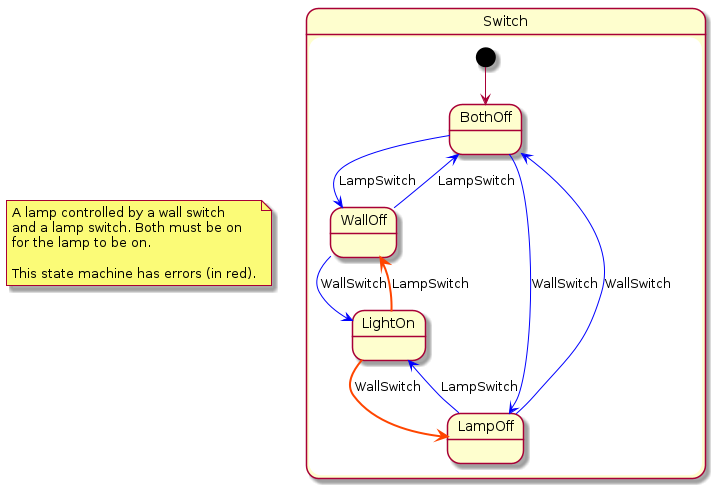 Switch
BothOff
LampSwitch
LampSwitch
A lamp controlled by a wall switch
and a lamp switch. Both must be on
for the lamp to be on.
This state machine has errors (in red).
WallOff
WallSwitch
LampSwitch
WallSwitch
WallSwitch
LightOn
WallSwitch
LampSwitch
LampOff